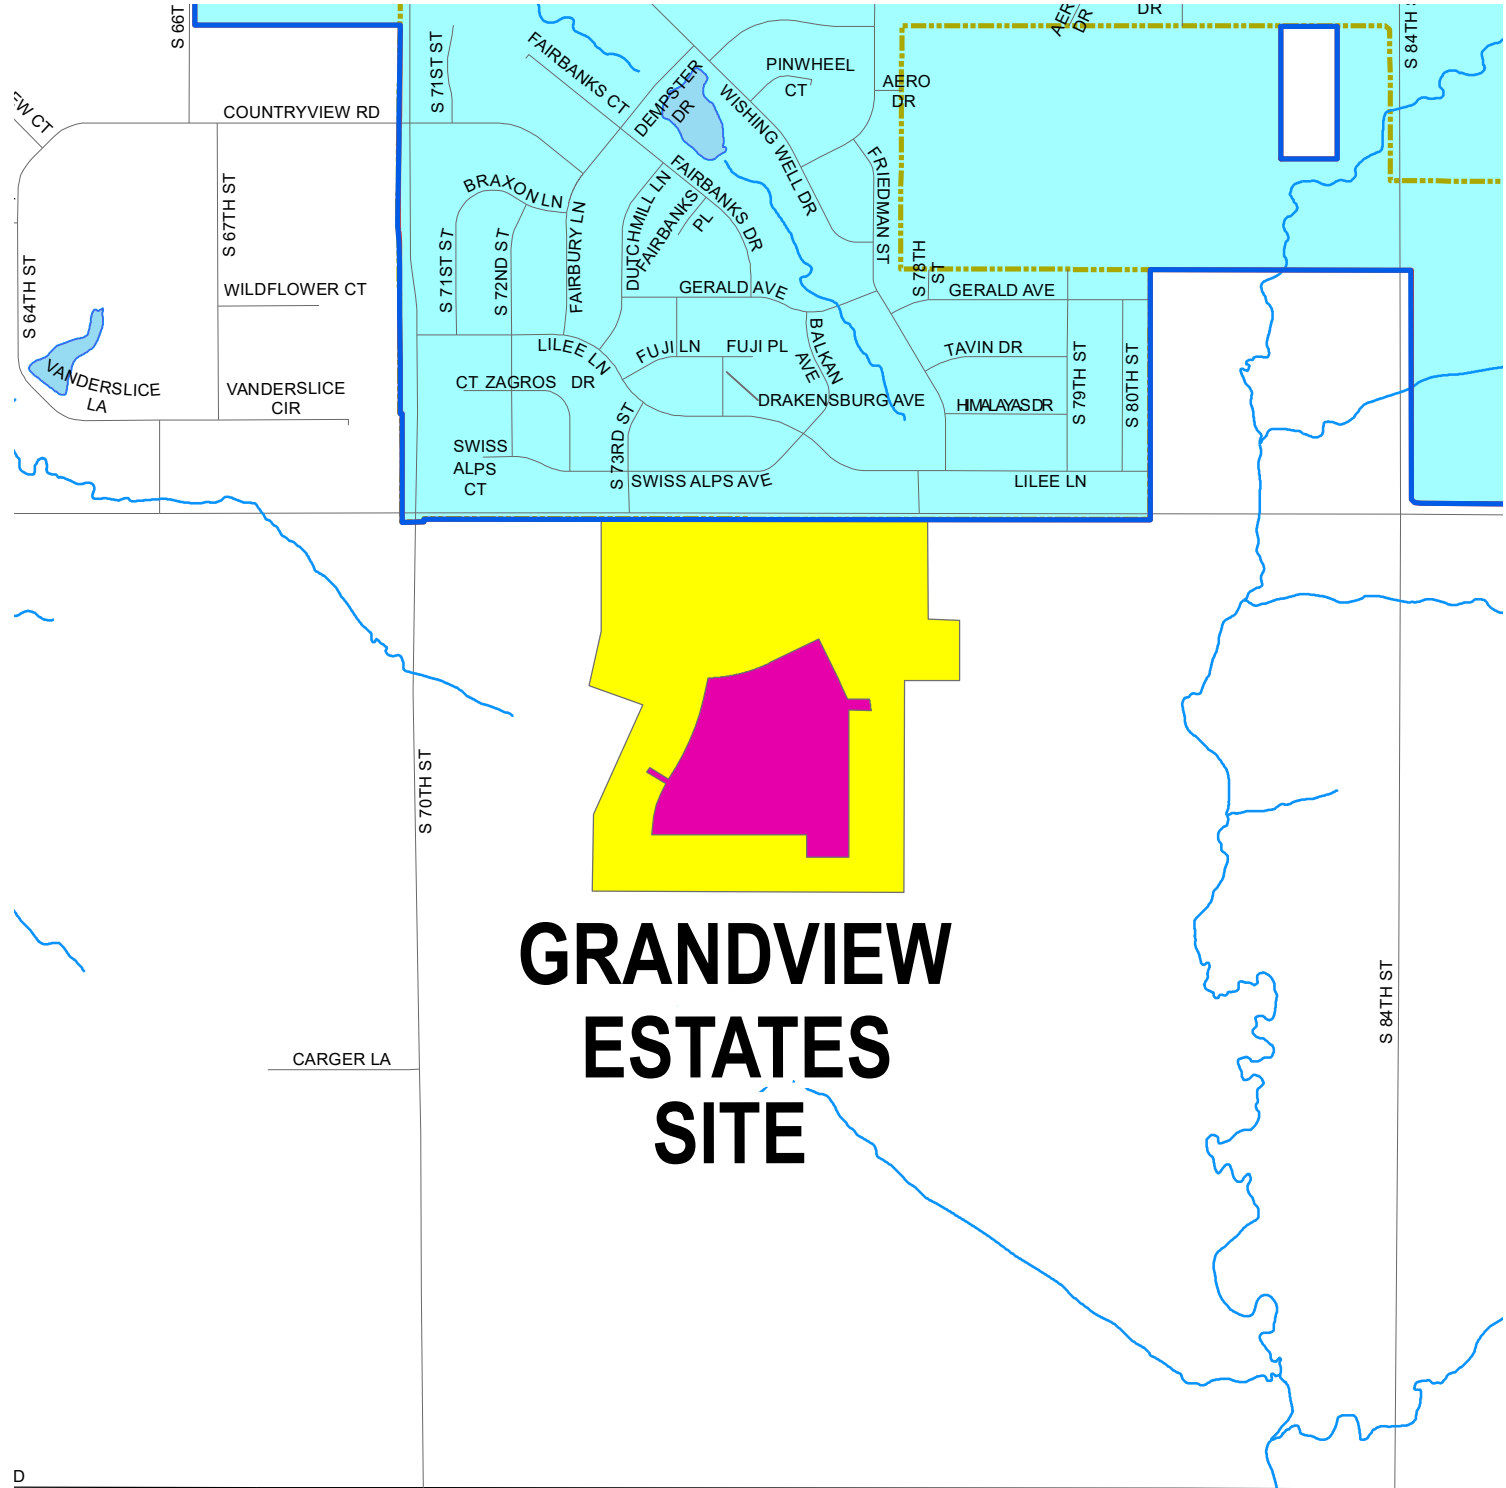 S 66T
S 71ST ST
FAIRBANKS CT
DEMPSTER
DR
WISHING WELL DR
PINWHEEL
CT
AERO
DR
DR
S 84TH
COUNTRYVIEW RD
S 67TH ST
S 64TH ST
WILDFLOWER CT
VANDERSLICE
LA
VANDERSLICE
CIR
BRAXON LN
S 71ST ST
S 72ND ST
FAIRBURY LN
DUTCHMILL LN
FAIRBANKS
PL
FAIRBANKS DR
FRIEDMAN ST
S 78TH
ST
GERALD AVE
GERALD AVE
LILEE LN
FUJI LN
FUJI PL
BALKAN
AVE
TAVIN DR
S 79TH ST
S 80TH ST
CT ZAGROS DR
DRAKENSBURG AVE
HIMALAYAS DR
S 73RD ST
SWISS
ALPS
CT
SWISS ALPS AVE
LILEE LN
S 70TH ST
GRANDVIEW
ESTATES
SITE
S 84TH ST
CARGER LA
D